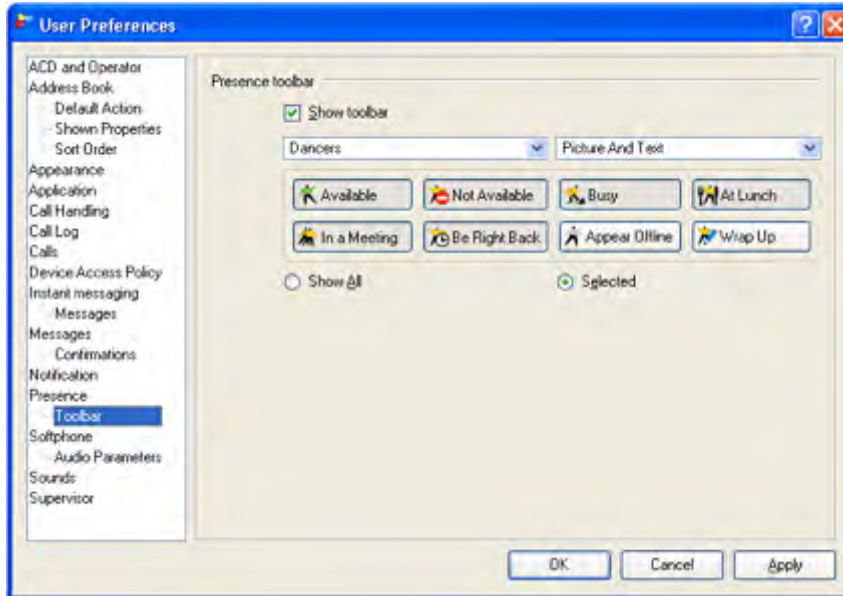 User Preferences
ACD and Operator
Address Book
Default Action
Shown Properties
Sort Order
Appearance
Application
Call Handling
Call Log
Calls
Device Access Policy
Instant messaging
Messages
Messages
Confirmations
Notification
Presence
Toolbar
Softphone
Audio Parameters
Sounds
Supervisor
Presence toolbar
Show toolbar
Dancers Picture And Text
Available Not Available Busy At Lunch
In a Meeting Be Right Back Appear Offline Wrap Up
Show All Selected
OK Cancel Apply